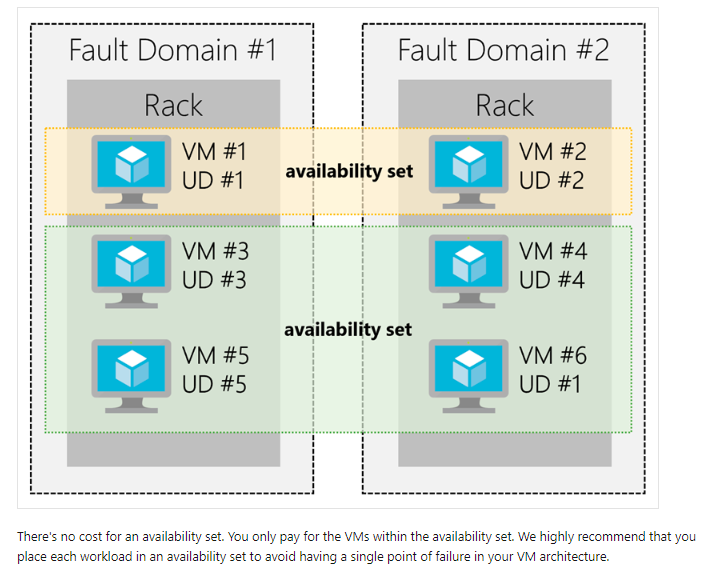 Fault Domain #1
Fault Domain #2
Rack
Rack
VM #1
UD #1
availability set
VM #2
UD #2
VM #3
UD #3
VM #4
UD #4
availability set
VM #5
UD #5
VM #6
UD #1
There's no cost for an availability set. You only pay for the VMs within the availability set. We highly recommend that you
place each workload in an availability set to avoid having a single point of failure in your VM architecture.